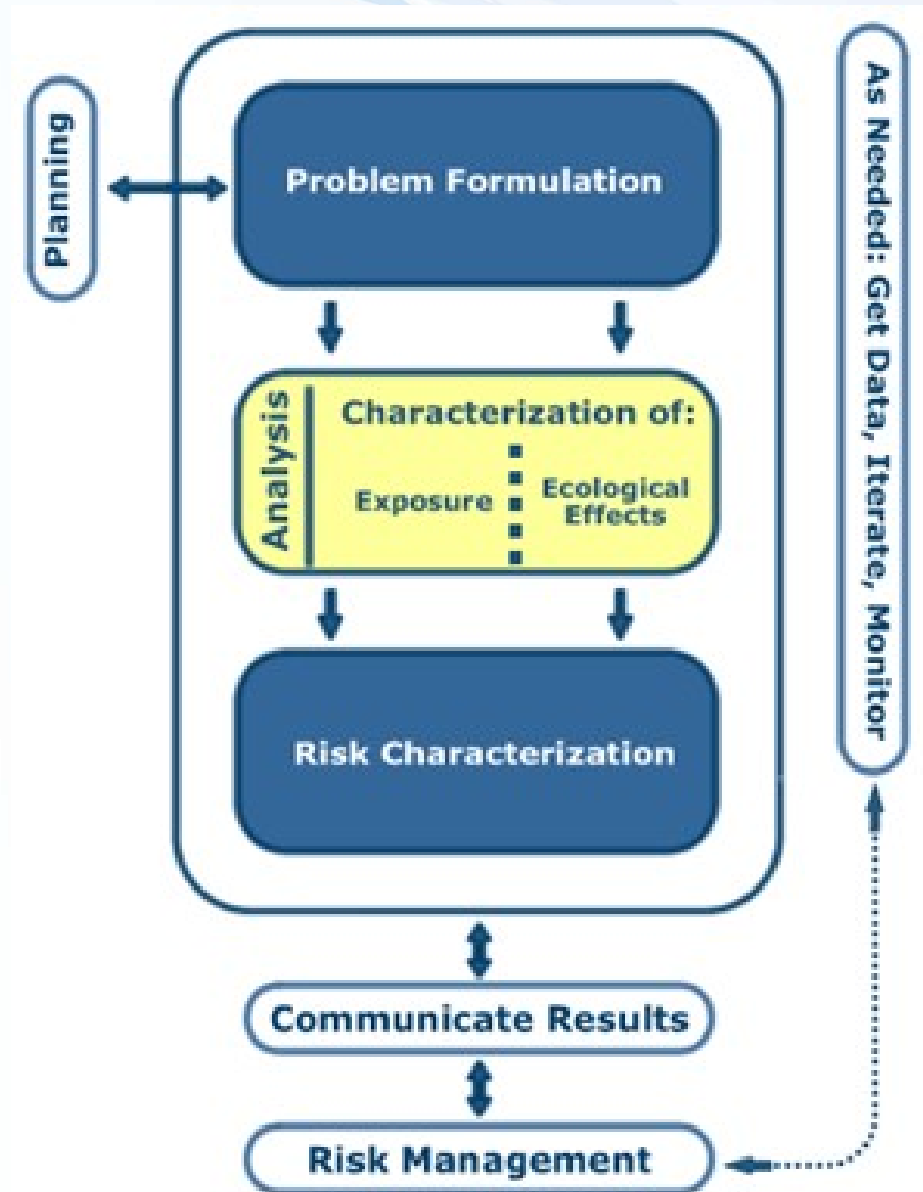 Planning
Problem Formulation
Analysis
Characterization of:
Exposure
Ecological
Effects
Risk Characterization
Communicate Results
Risk Management
As Needed: Get Data, Iterate, Monitor